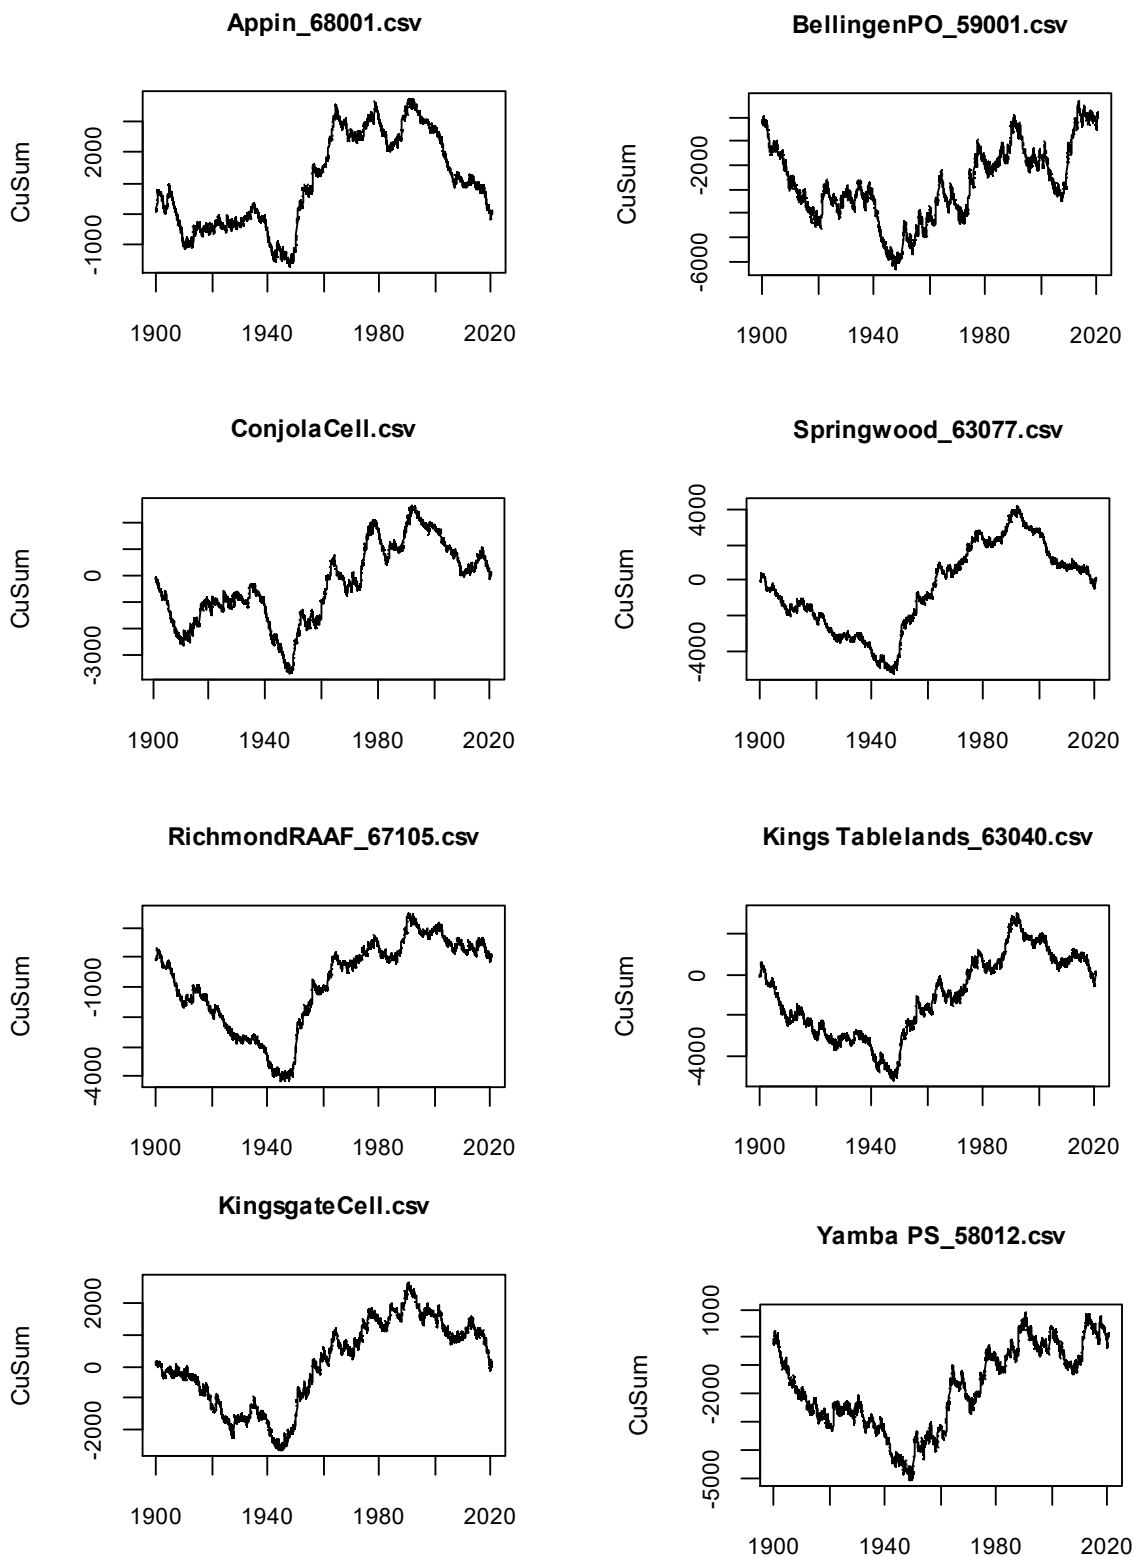 Appin_68001.csv
CuSum
2000
-1000
1900 1940 1980 2020
BellingenPO_59001.csv
CuSum
-2000
-6000
1900 1940 1980 2020
ConjolaCell.csv
CuSum
0
-3000
1900 1940 1980 2020
Springwood_63077.csv
CuSum
4000
0
-4000
1900 1940 1980 2020
RichmondRAAF_67105.csv
CuSum
-1000
-4000
1900 1940 1980 2020
Kings Tablelands_63040.csv
CuSum
0
-4000
1900 1940 1980 2020
KingsgateCell.csv
CuSum
2000
0
-2000
1900 1940 1980 2020
Yamba PS_58012.csv
CuSum
1000
-2000
-5000
1900 1940 1980 2020